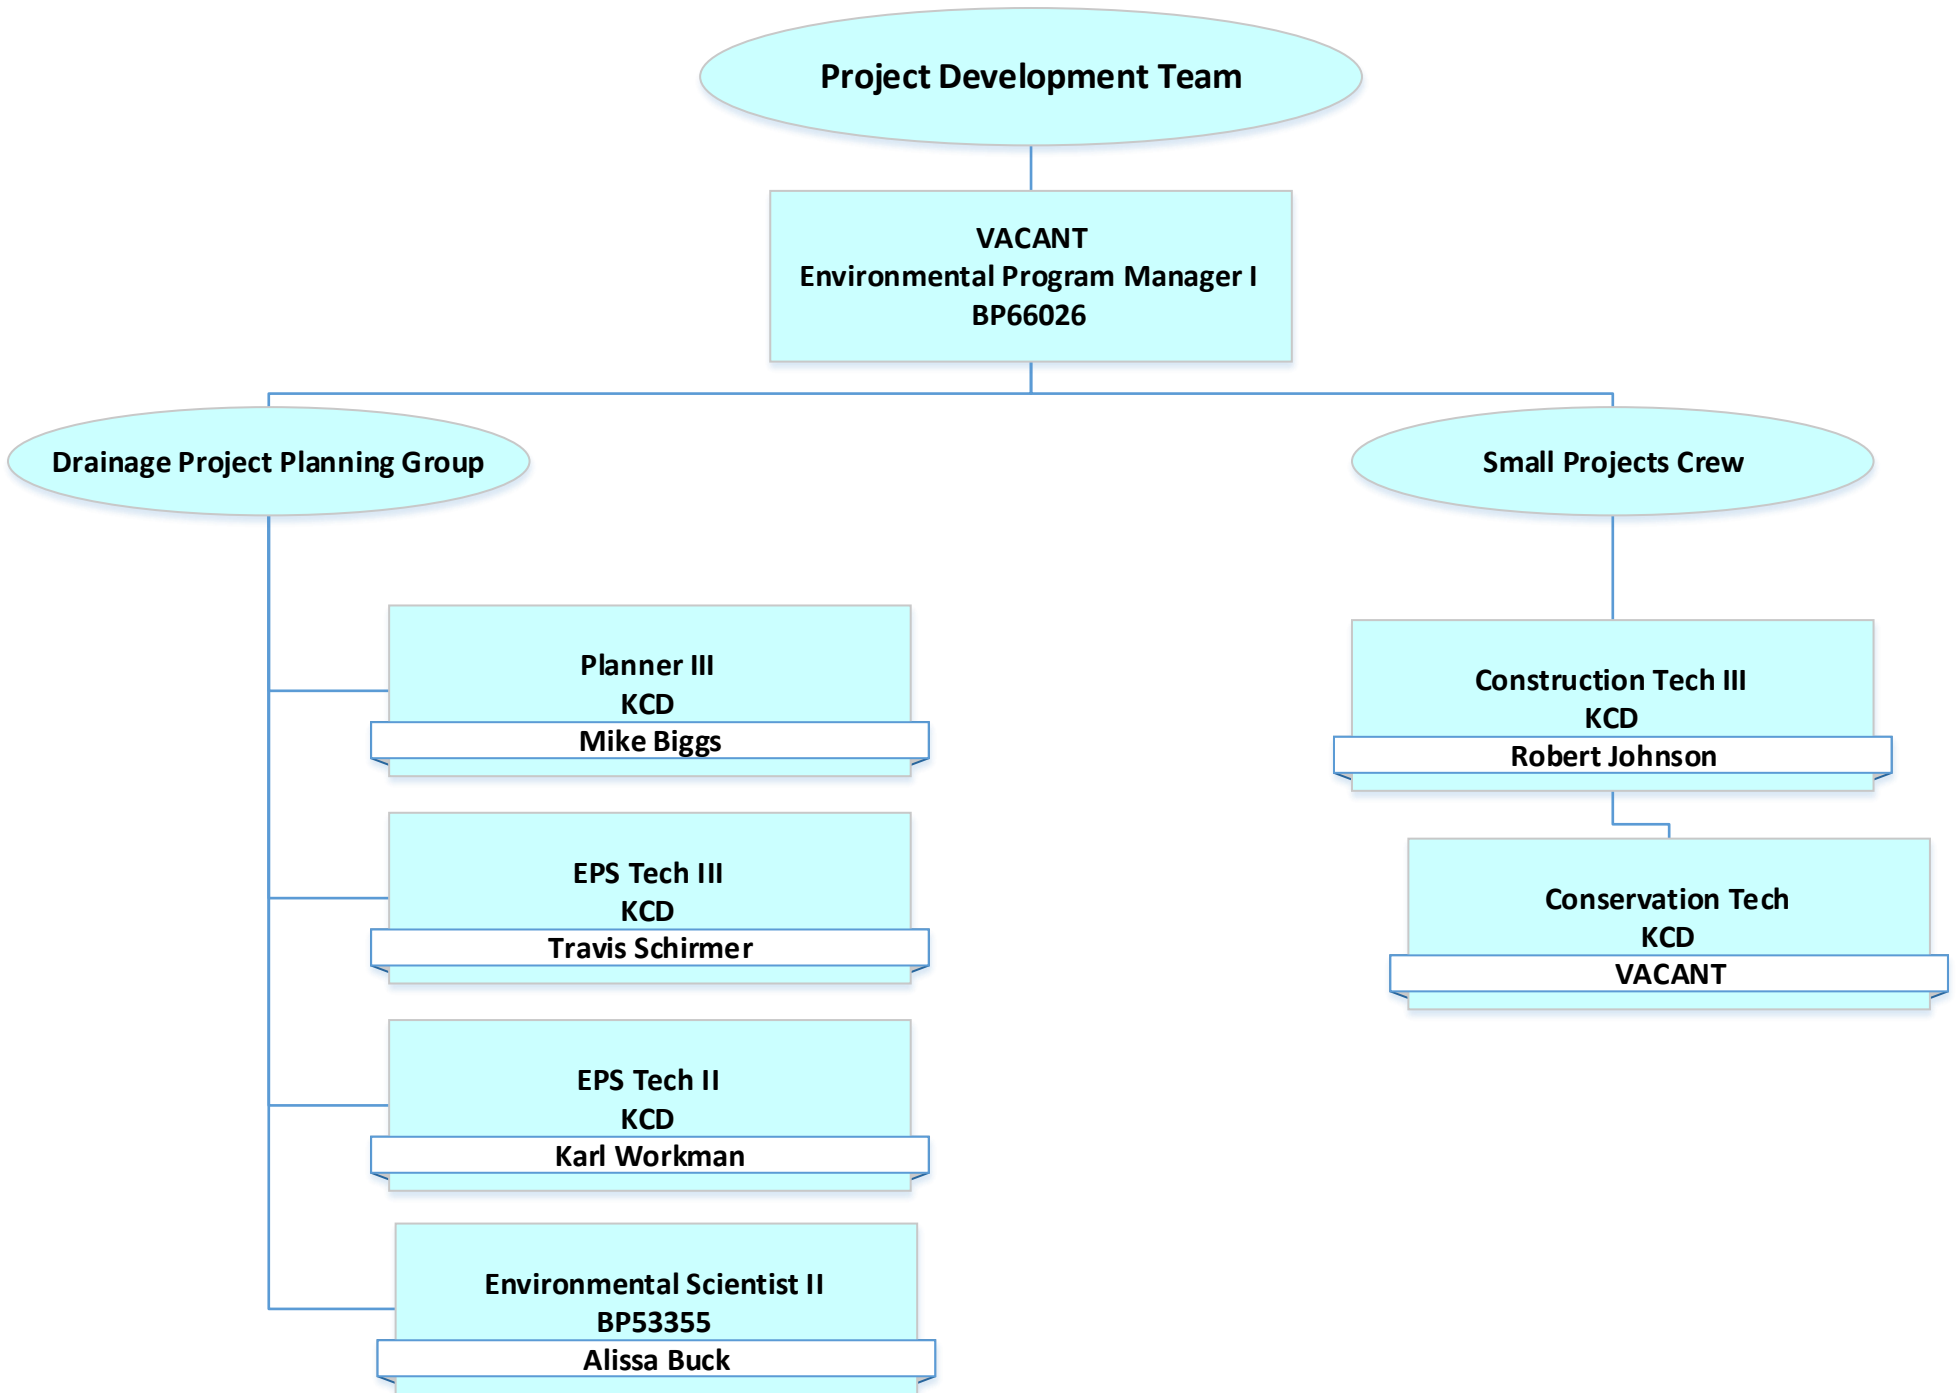 Project Development Team
VACANT
Environmental Program Manager I
BP66026
Drainage Project Planning Group
Small Projects Crew
Planner III
KCD
Mike Biggs
EPS Tech III
KCD
Travis Schirmer
EPS Tech II
KCD
Karl Workman
Environmental Scientist II
BP53355
Alissa Buck
Construction Tech III
KCD
Robert Johnson
Conservation Tech
KCD
VACANT